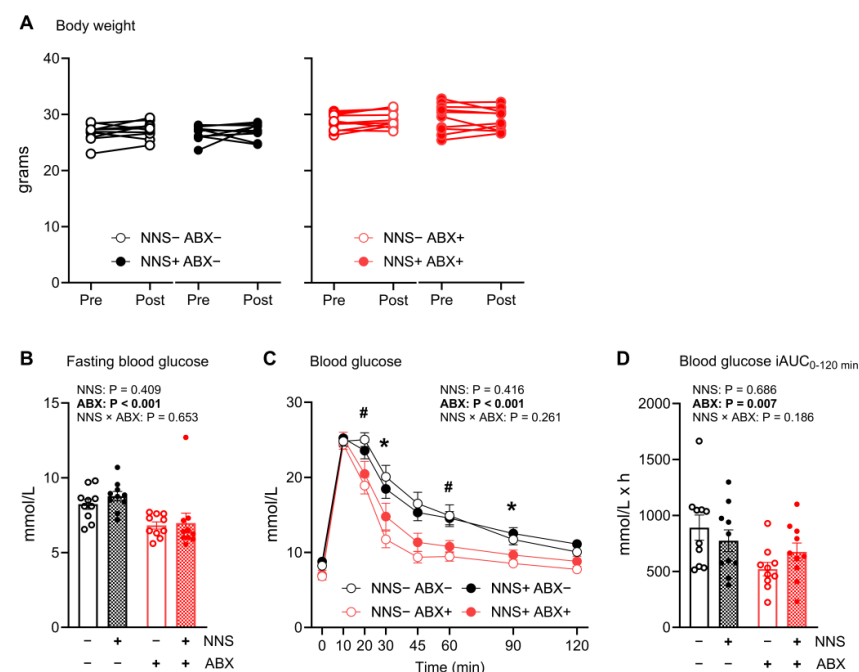 A Body weight
40
30
20
10
0
grams
NNS− ABX−
NNS+ ABX−
NNS− ABX+
NNS+ ABX+
Pre Post Pre Post Pre Post Pre Post
B Fasting blood glucose
NNS: P = 0.409
ABX: P < 0.001
NNS × ABX: P = 0.653
15
10
5
0
mmol/L
− + − + NNS
− − + + ABX
C Blood glucose
NNS: P = 0.416
ABX: P < 0.001
NNS × ABX: P = 0.261
30
20
10
0
mmol/L
# * # *
NNS− ABX− NNS+ ABX−
NNS− ABX+ NNS+ ABX+
0 10 20 30 45 60 90 120
Time (min)
D Blood glucose iAUC0-120 min
NNS: P = 0.686
ABX: P = 0.007
NNS × ABX: P = 0.186
2000
1500
1000
500
0
mmol/L x h
− + − + NNS
− − + + ABX